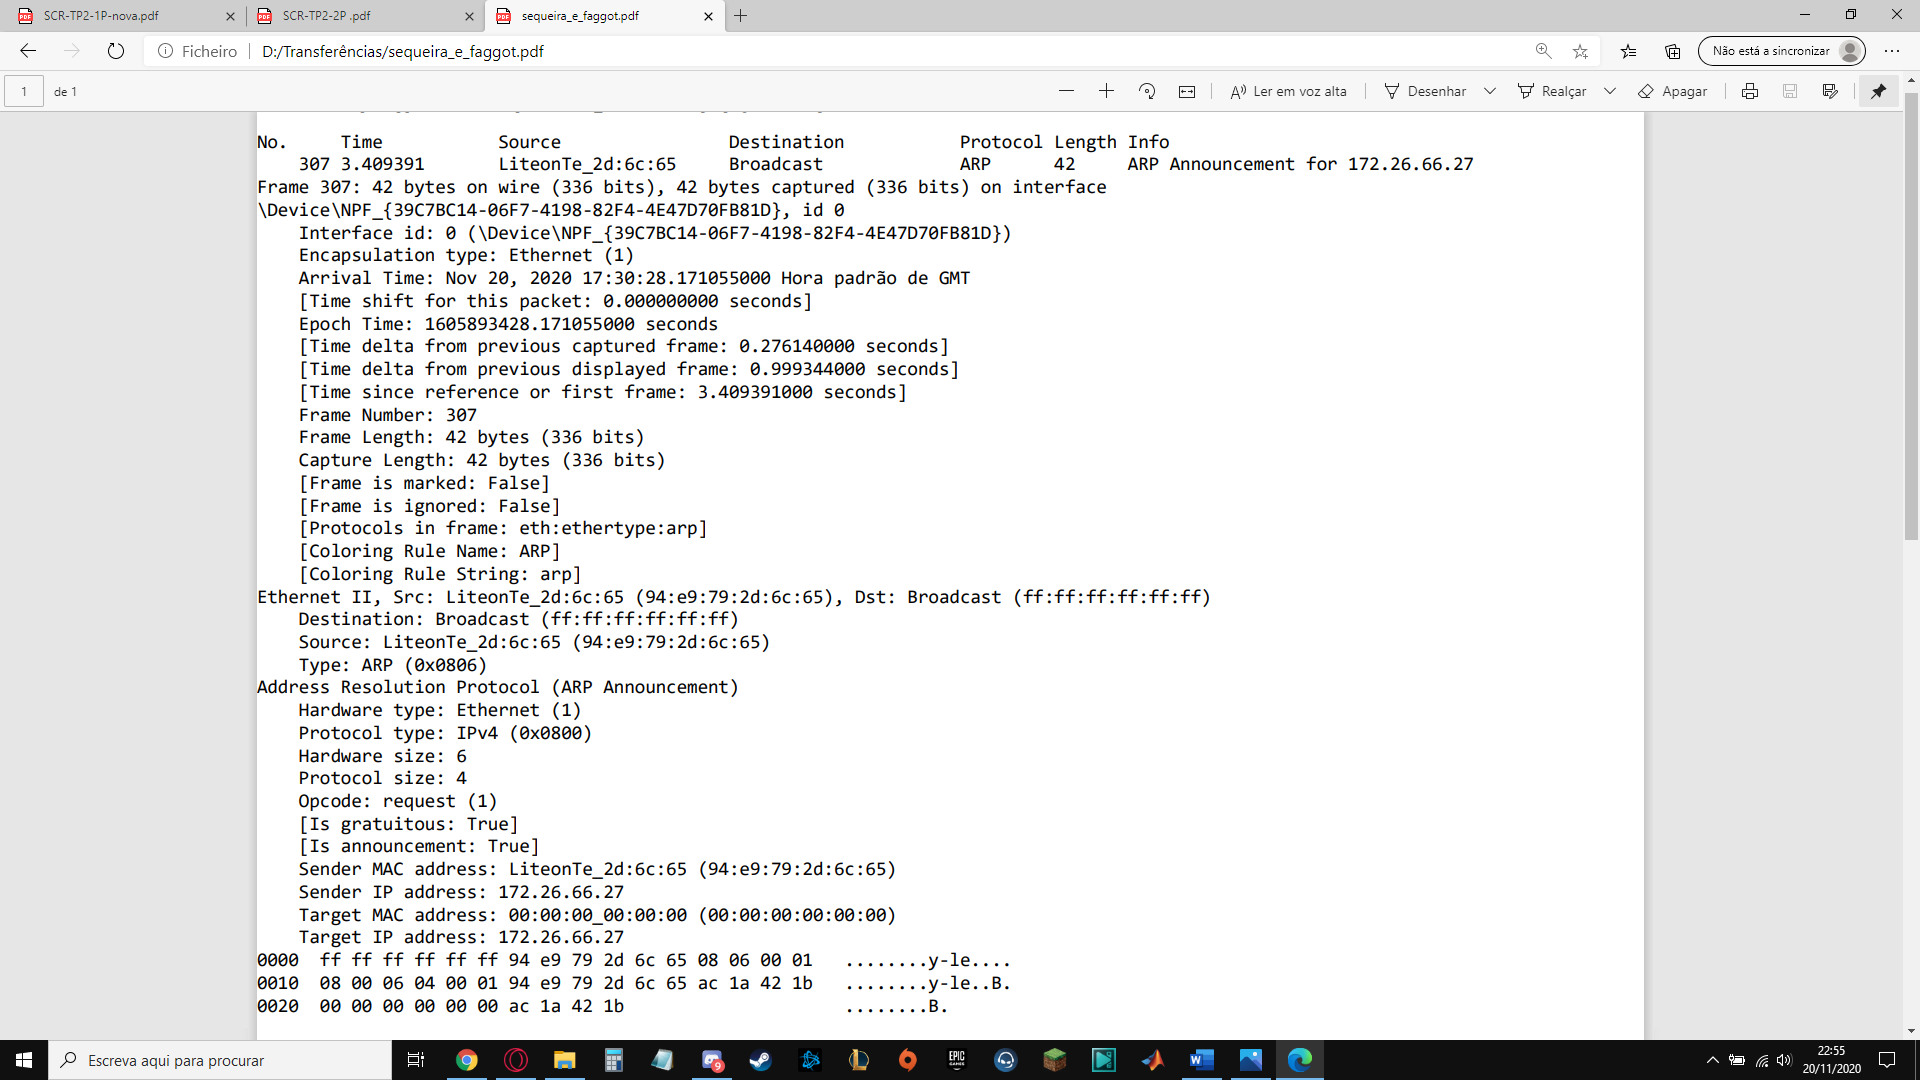 SCR-TP2-1P-nova.pdf
SCR-TP2-2P .pdf
sequeira_e_faggot.pdf
Ficheiro
D:/Transferências/sequeira_e_faggot.pdf
Não está a sincronizar
1 de 1
Ler em voz alta
Desenhar
Realçar
Apagar
No. Time Source Destination Protocol Length Info
307 3.409391 LiteonTe_2d:6c:65 Broadcast ARP 42 ARP Announcement for 172.26.66.27
Frame 307: 42 bytes on wire (336 bits), 42 bytes captured (336 bits) on interface
\Device\NPF_{39C7BC14-06F7-4198-82F4-4E47D70FB81D}, id 0
Interface id: 0 (\Device\NPF_{39C7BC14-06F7-4198-82F4-4E47D70FB81D})
Encapsulation type: Ethernet (1)
Arrival Time: Nov 20, 2020 17:30:28.171055000 Hora padrão de GMT
[Time shift for this packet: 0.000000000 seconds]
Epoch Time: 1605893428.171055000 seconds
[Time delta from previous captured frame: 0.276140000 seconds]
[Time delta from previous displayed frame: 0.999344000 seconds]
[Time since reference or first frame: 3.409391000 seconds]
Frame Number: 307
Frame Length: 42 bytes (336 bits)
Capture Length: 42 bytes (336 bits)
[Frame is marked: False]
[Frame is ignored: False]
[Protocols in frame: eth:ethertype:arp]
[Coloring Rule Name: ARP]
[Coloring Rule String: arp]
Ethernet II, Src: LiteonTe_2d:6c:65 (94:e9:79:2d:6c:65), Dst: Broadcast (ff:ff:ff:ff:ff:ff)
Destination: Broadcast (ff:ff:ff:ff:ff:ff)
Source: LiteonTe_2d:6c:65 (94:e9:79:2d:6c:65)
Type: ARP (0x0806)
Address Resolution Protocol (ARP Announcement)
Hardware type: Ethernet (1)
Protocol type: IPv4 (0x0800)
Hardware size: 6
Protocol size: 4
Opcode: request (1)
[Is gratuitous: True]
[Is announcement: True]
Sender MAC address: LiteonTe_2d:6c:65 (94:e9:79:2d:6c:65)
Sender IP address: 172.26.66.27
Target MAC address: 00:00:00_00:00:00 (00:00:00:00:00:00)
Target IP address: 172.26.66.27
0000 ff ff ff ff ff ff 94 e9 79 2d 6c 65 08 06 00 01 ........y-le....
0010 08 00 06 04 00 01 94 e9 79 2d 6c 65 ac 1a 42 1b ........y-le..B.
0020 00 00 00 00 00 00 ac 1a 42 1b ........B.
Escreva aqui para procurar
9
EPIC GAMES
22:55
20/11/2020